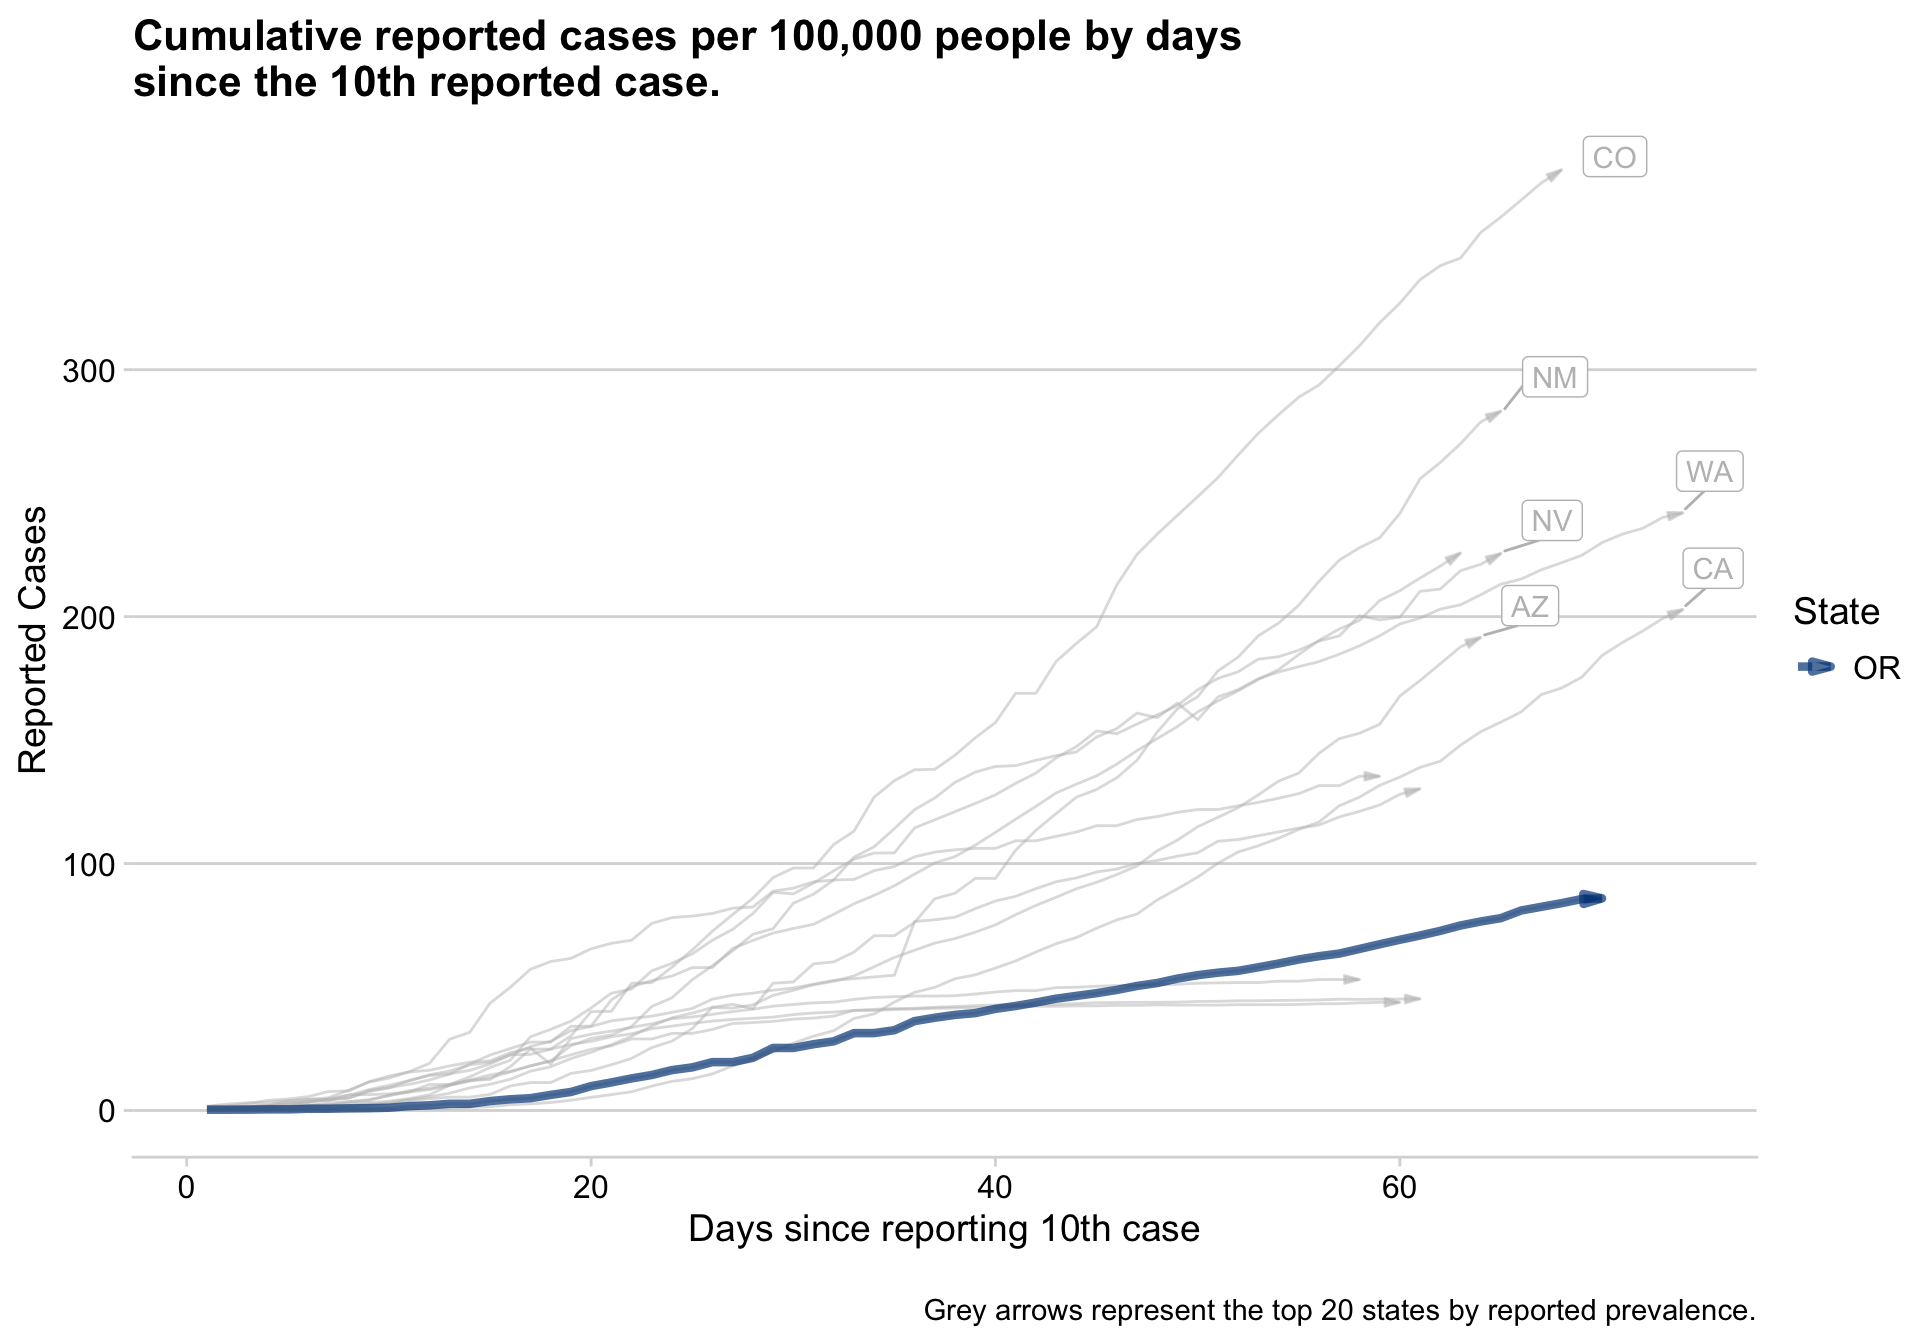 Cumulative reported cases per 100,000 people by days
since the 10th reported case.
CO
300
NM
WA
NV
CA
AZ
200
100
0
Reported Cases
State
OR
0 20 40 60
Days since reporting 10th case
Grey arrows represent the top 20 states by reported prevalence.